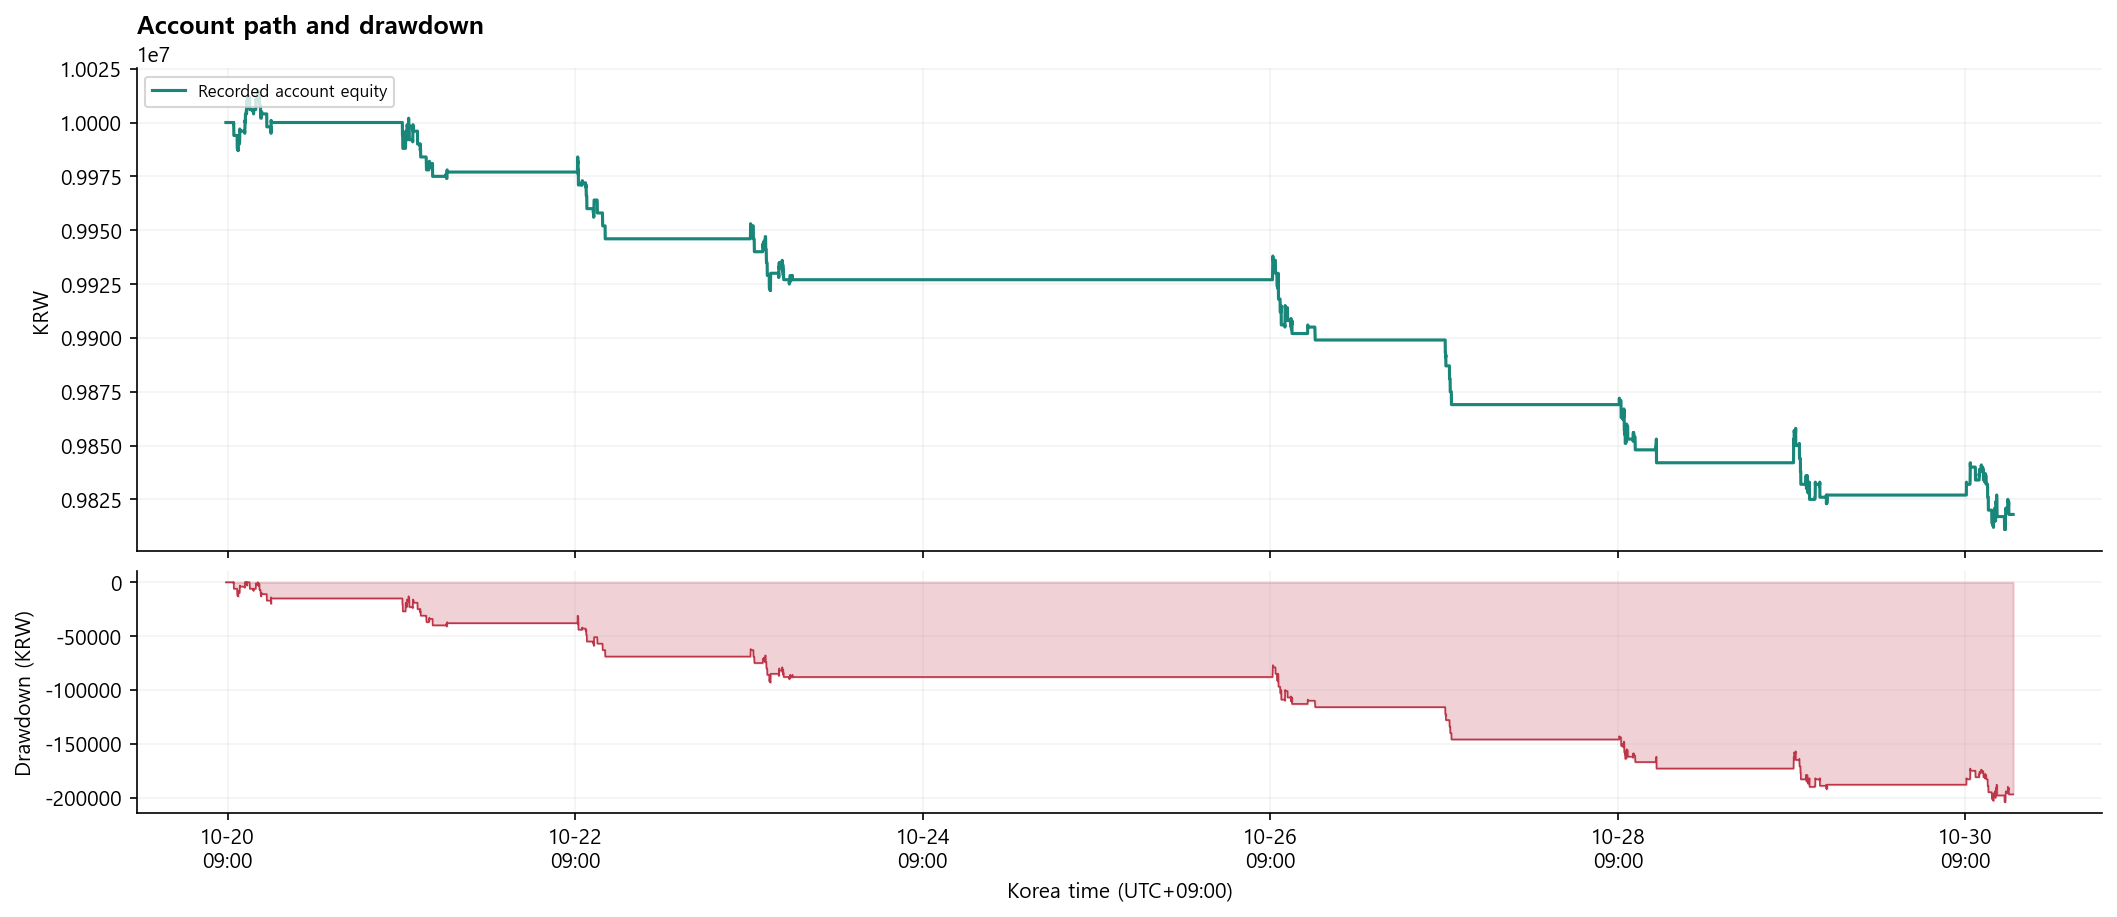 Account path and drawdown
1e7
1.0025
Recorded account equity
1.0000
0.9975
0.9950
0.9925
0.9900
0.9875
0.9850
0.9825
KRW
0
-50000
-100000
-150000
-200000
Drawdown (KRW)
10-20 10-22 10-24 10-26 10-28 10-30
09:00 09:00 09:00 09:00 09:00 09:00
Korea time (UTC+09:00)